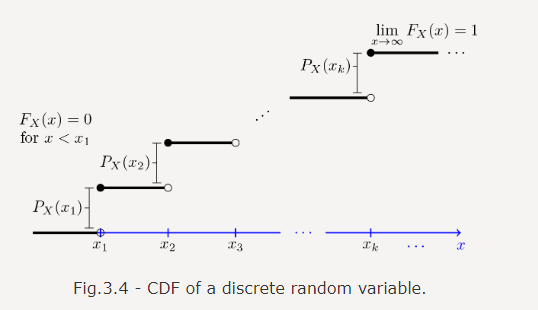 lim F_X(x) = 1
x→∞
P_X(x_k)
. . .
F_X(x) = 0
for x < x_1
P_X(x_2)
P_X(x_1)
. . .
x_1 x_2 x_3 x_k . . . x
Fig.3.4 - CDF of a discrete random variable.